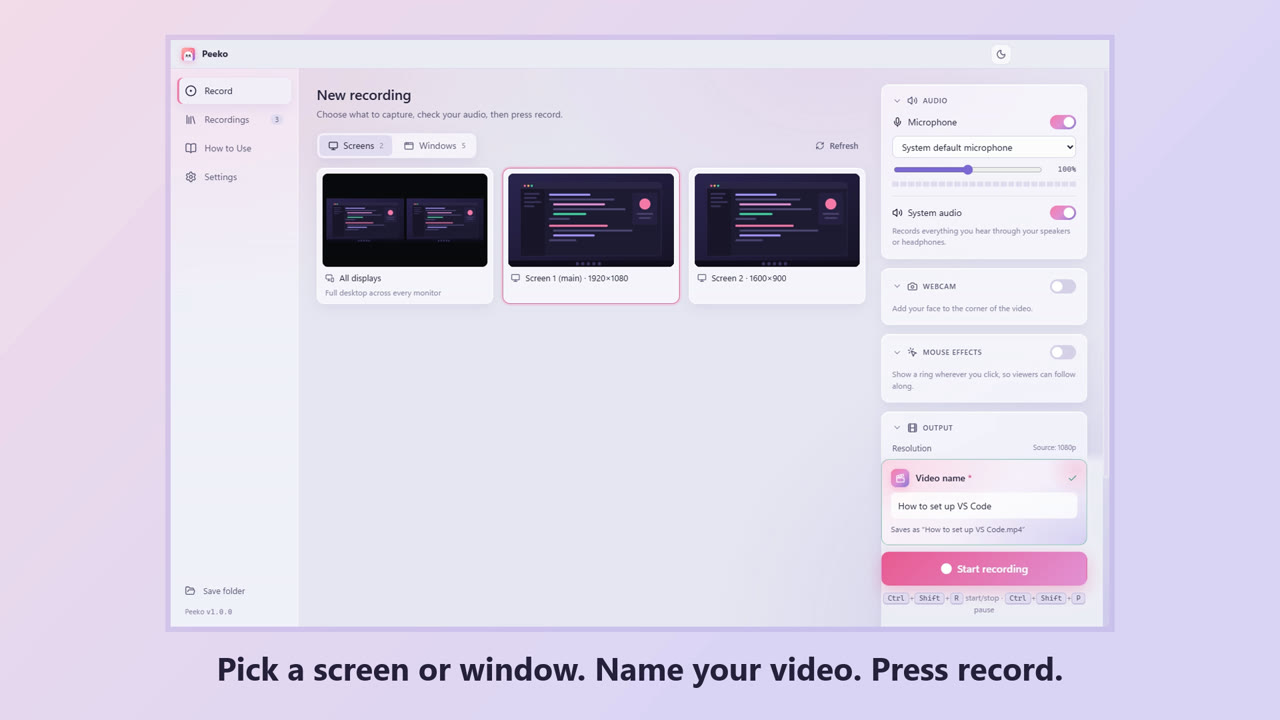 Peeko
Record
Recordings 3
How to Use
Settings
Save folder
Peeko v1.0.0
New recording
Choose what to capture, check your audio, then press record.
Screens 2
Windows 5
Refresh
All displays
Full desktop across every monitor
Screen 1 (main) · 1920×1080
Screen 2 · 1600×900
AUDIO
Microphone
System default microphone
100%
System audio
Records everything you hear through your speakers
or headphones.
WEBCAM
Add your face to the corner of the video.
MOUSE EFFECTS
Show a ring wherever you click, so viewers can follow
along.
OUTPUT
Resolution Source: 1080p
Video name *
How to set up VS Code
Saves as "How to set up VS Code.mp4"
Start recording
Ctrl + Shift + R start/stop · Ctrl + Shift + P
pause
Pick a screen or window. Name your video. Press record.